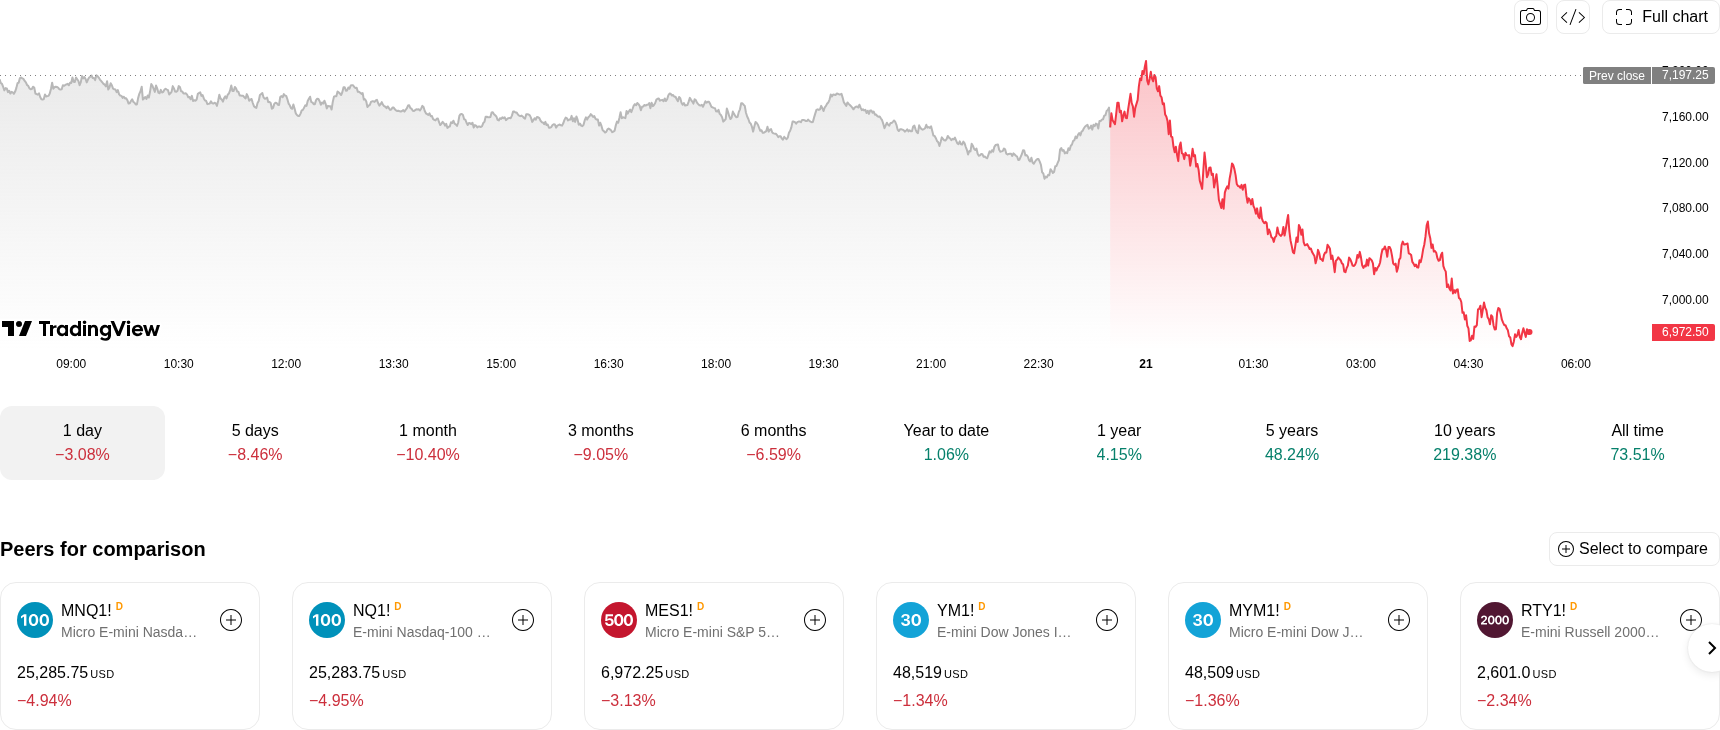 Full chart
Prev close 7,197.25
7,160.00
7,120.00
7,080.00
7,040.00
7,000.00
6,972.50
TradingView
09:00 10:30 12:00 13:30 15:00 16:30 18:00 19:30 21:00 22:30 21 01:30 03:00 04:30 06:00
1 day 5 days 1 month 3 months 6 months Year to date 1 year 5 years 10 years All time
−3.08% −8.46% −10.40% −9.05% −6.59% 1.06% 4.15% 48.24% 219.38% 73.51%
Peers for comparison
Select to compare
100 MNQ1! D
Micro E-mini Nasda…
25,285.75 USD
−4.94%
100 NQ1! D
E-mini Nasdaq-100 …
25,283.75 USD
−4.95%
500 MES1! D
Micro E-mini S&P 5…
6,972.25 USD
−3.13%
30 YM1! D
E-mini Dow Jones I…
48,519 USD
−1.34%
30 MYM1! D
Micro E-mini Dow J…
48,509 USD
−1.36%
2000 RTY1! D
E-mini Russell 2000…
2,601.0 USD
−2.34%